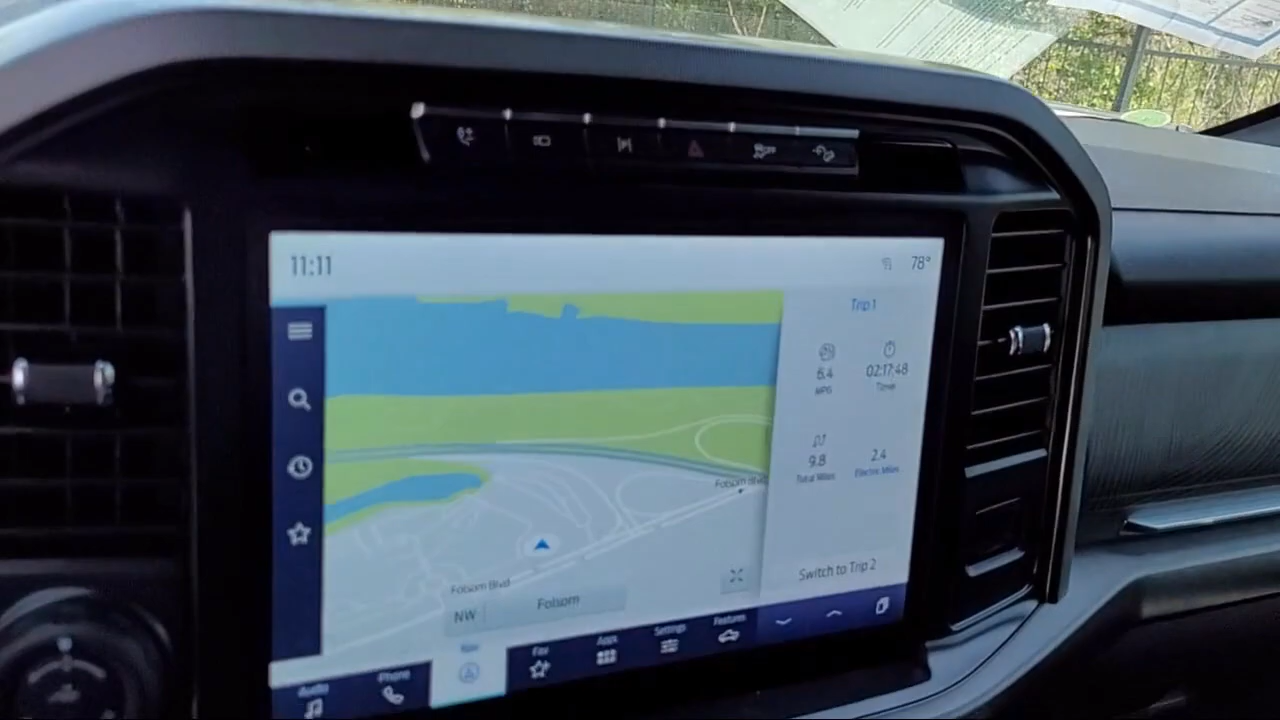 11:11
78°
Trip 1
6.4
MPG
02:17:48
Time
9.8
Total Miles
2.4
Electric Miles
Folsom Blvd
Folsom Blvd
NW
Folsom
Switch to Trip 2
Audio
Phone
Nav
Fav
Apps
Settings
Features